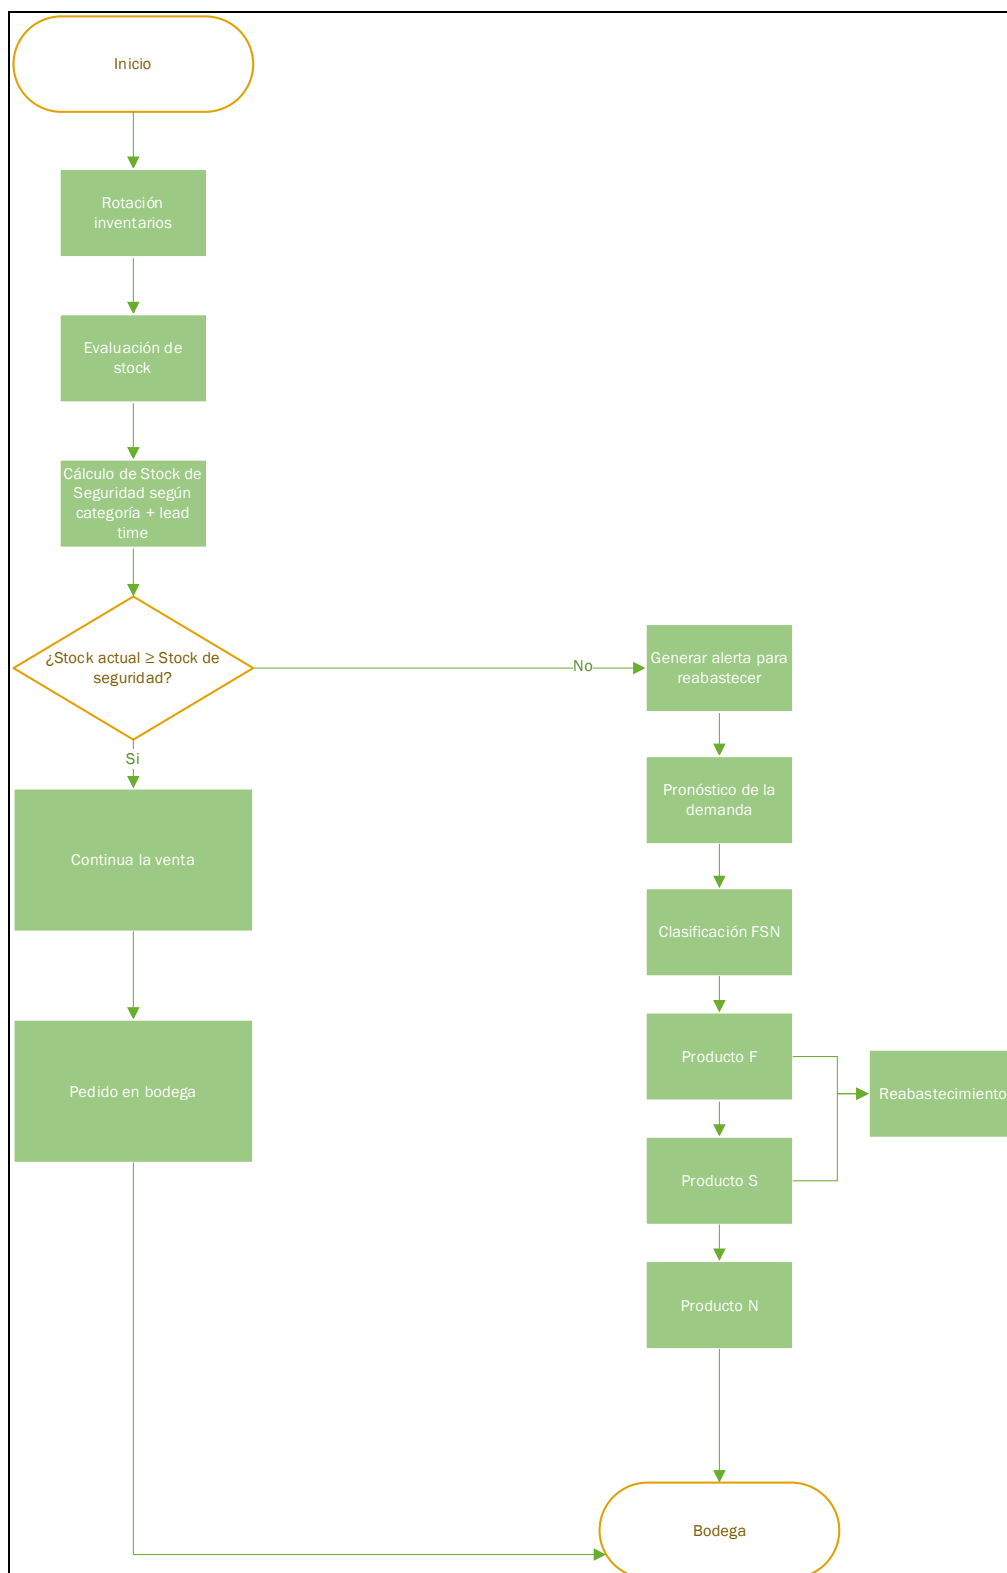 Inicio
Rotación
inventarios
Evaluación de
stock
Cálculo de Stock de
Seguridad según
categoría + lead
time
¿Stock actual ≥ Stock de
seguridad?
No
Generar alerta para
reabastecer
Si
Pronóstico de la
demanda
Continua la venta
Clasificación FSN
Producto F
Pedido en bodega
Reabastecimiento
Producto S
Producto N
Bodega